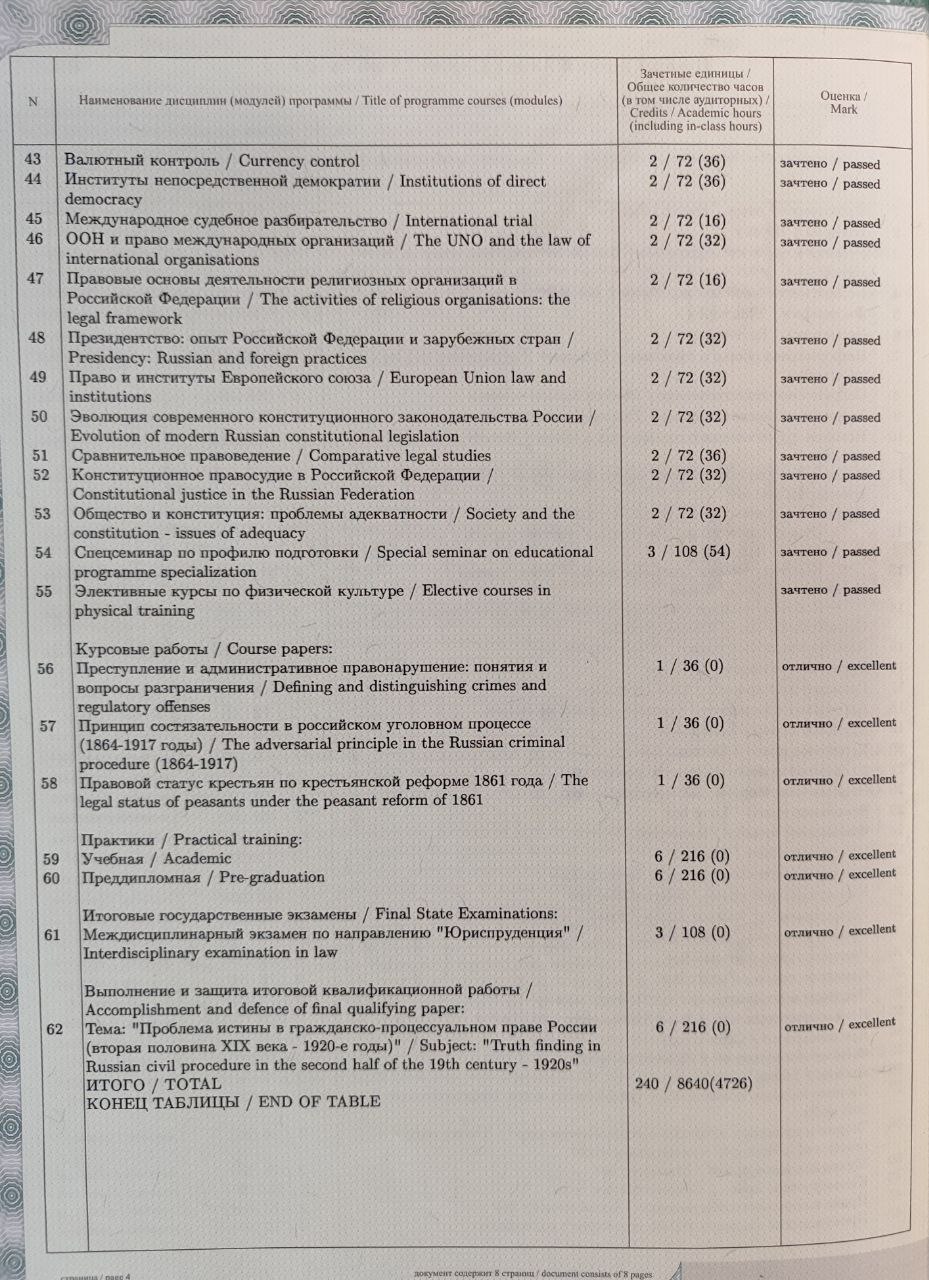 N
Наименование дисциплин (модулей) программы / Title of programme courses (modules)
Зачетные единицы /
Общее количество часов
(в том числе аудиторных) /
Credits / Academic hours
(including in-class hours)
Оценка /
Mark
43 Валютный контроль / Currency control 2 / 72 (36) зачтено / passed
44 Институты непосредственной демократии / Institutions of direct 2 / 72 (36) зачтено / passed
democracy
45 Международное судебное разбирательство / International trial 2 / 72 (16) зачтено / passed
46 ООН и право международных организаций / The UNO and the law of 2 / 72 (32) зачтено / passed
international organisations
47 Правовые основы деятельности религиозных организаций в 2 / 72 (16) зачтено / passed
Российской Федерации / The activities of religious organisations: the
legal framework
48 Президентство: опыт Российской Федерации и зарубежных стран / 2 / 72 (32) зачтено / passed
Presidency: Russian and foreign practices
49 Право и институты Европейского союза / European Union law and 2 / 72 (32) зачтено / passed
institutions
50 Эволюция современного конституционного законодательства России / 2 / 72 (32) зачтено / passed
Evolution of modern Russian constitutional legislation
51 Сравнительное правоведение / Comparative legal studies 2 / 72 (36) зачтено / passed
52 Конституционное правосудие в Российской Федерации / 2 / 72 (32) зачтено / passed
Constitutional justice in the Russian Federation
53 Общество и конституция: проблемы адекватности / Society and the 2 / 72 (32) зачтено / passed
constitution - issues of adequacy
54 Спецсеминар по профилю подготовки / Special seminar on educational 3 / 108 (54) зачтено / passed
programme specialization
55 Элективные курсы по физической культуре / Elective courses in зачтено / passed
physical training
Курсовые работы / Course papers:
56 Преступление и административное правонарушение: понятия и 1 / 36 (0) отлично / excellent
вопросы разграничения / Defining and distinguishing crimes and
regulatory offenses
57 Принцип состязательности в российском уголовном процессе 1 / 36 (0) отлично / excellent
(1864-1917 годы) / The adversarial principle in the Russian criminal
procedure (1864-1917)
58 Правовой статус крестьян по крестьянской реформе 1861 года / The 1 / 36 (0) отлично / excellent
legal status of peasants under the peasant reform of 1861
Практики / Practical training:
59 Учебная / Academic 6 / 216 (0) отлично / excellent
60 Преддипломная / Pre-graduation 6 / 216 (0) отлично / excellent
Итоговые государственные экзамены / Final State Examinations:
61 Междисциплинарный экзамен по направлению "Юриспруденция" / 3 / 108 (0) отлично / excellent
Interdisciplinary examination in law
Выполнение и защита итоговой квалификационной работы /
Accomplishment and defence of final qualifying paper:
62 Тема: "Проблема истины в гражданско-процессуальном праве России 6 / 216 (0) отлично / excellent
(вторая половина XIX века - 1920-е годы)" / Subject: "Truth finding in
Russian civil procedure in the second half of the 19th century - 1920s"
ИТОГО / TOTAL 240 / 8640(4726)
КОНЕЦ ТАБЛИЦЫ / END OF TABLE
страница / page 4
документ содержит 8 страниц / document consists of 8 pages